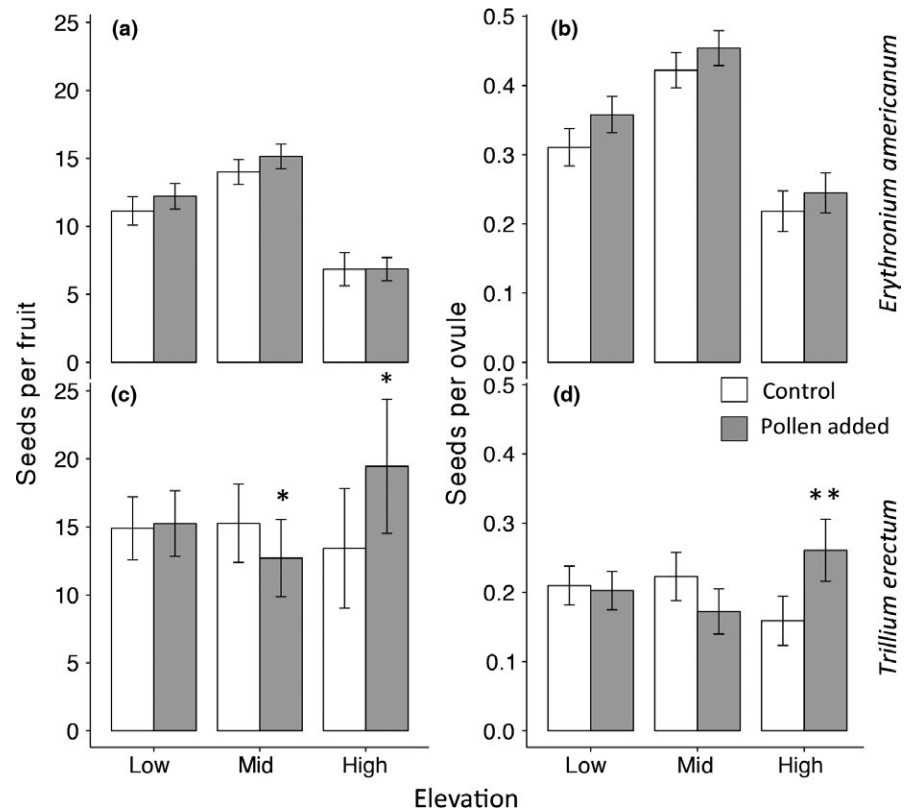 (a)
25
20
15
10
5
0
(b)
0.5
0.4
0.3
0.2
0.1
0.0
Erythronium americanum
Seeds per fruit
Seeds per ovule
(c)
25
20
15
10
5
0
*
*
Low
Mid
High
(d)
0.5
0.4
0.3
0.2
0.1
0.0
Control
Pollen added
**
Low
Mid
High
Trillium erectum
Elevation